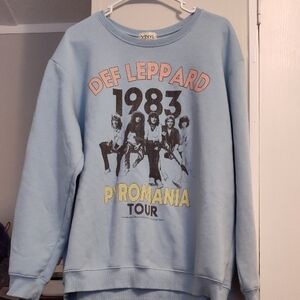 DEF LEPPARD
1983
PYROMANIA
TOUR